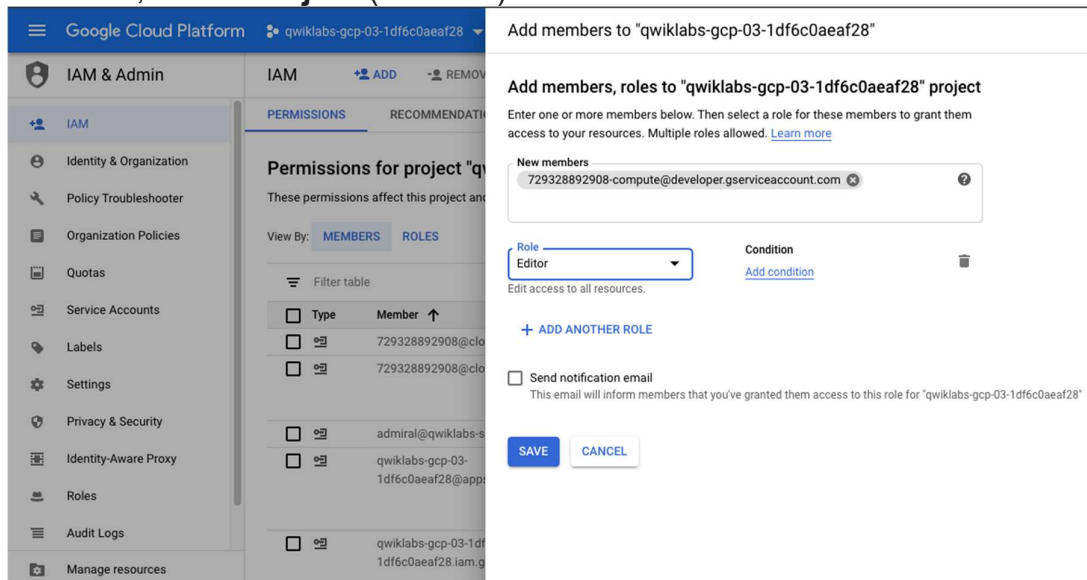 Google Cloud Platform
qwiklabs-gcp-03-1df6c0aeaf28
IAM & Admin
IAM
Identity & Organization
Policy Troubleshooter
Organization Policies
Quotas
Service Accounts
Labels
Settings
Privacy & Security
Identity-Aware Proxy
Roles
Audit Logs
Manage resources
IAM
ADD
PERMISSIONS
Permissions for project
These permissions affect this project
View By: MEMBERS ROLES
Filter table
Type Member
729328892908@clo
729328892908@clo
admiral@qwiklabs-s
qwiklabs-gcp-03-
1df6c0aeaf28@apps
qwiklabs-gcp-03-1df
1df6c0aeaf28.iam.g
Add members to "qwiklabs-gcp-03-1df6c0aeaf28"
Add members, roles to "qwiklabs-gcp-03-1df6c0aeaf28" project
Enter one or more members below. Then select a role for these members to grant them
access to your resources. Multiple roles allowed. Learn more
New members
729328892908-compute@developer.gserviceaccount.com
Role
Editor
Edit access to all resources.
Condition
Add condition
+ ADD ANOTHER ROLE
Send notification email
This email will inform members that you've granted them access to this role for "qwiklabs-gcp-03-1df6c0aeaf28"
SAVE
CANCEL